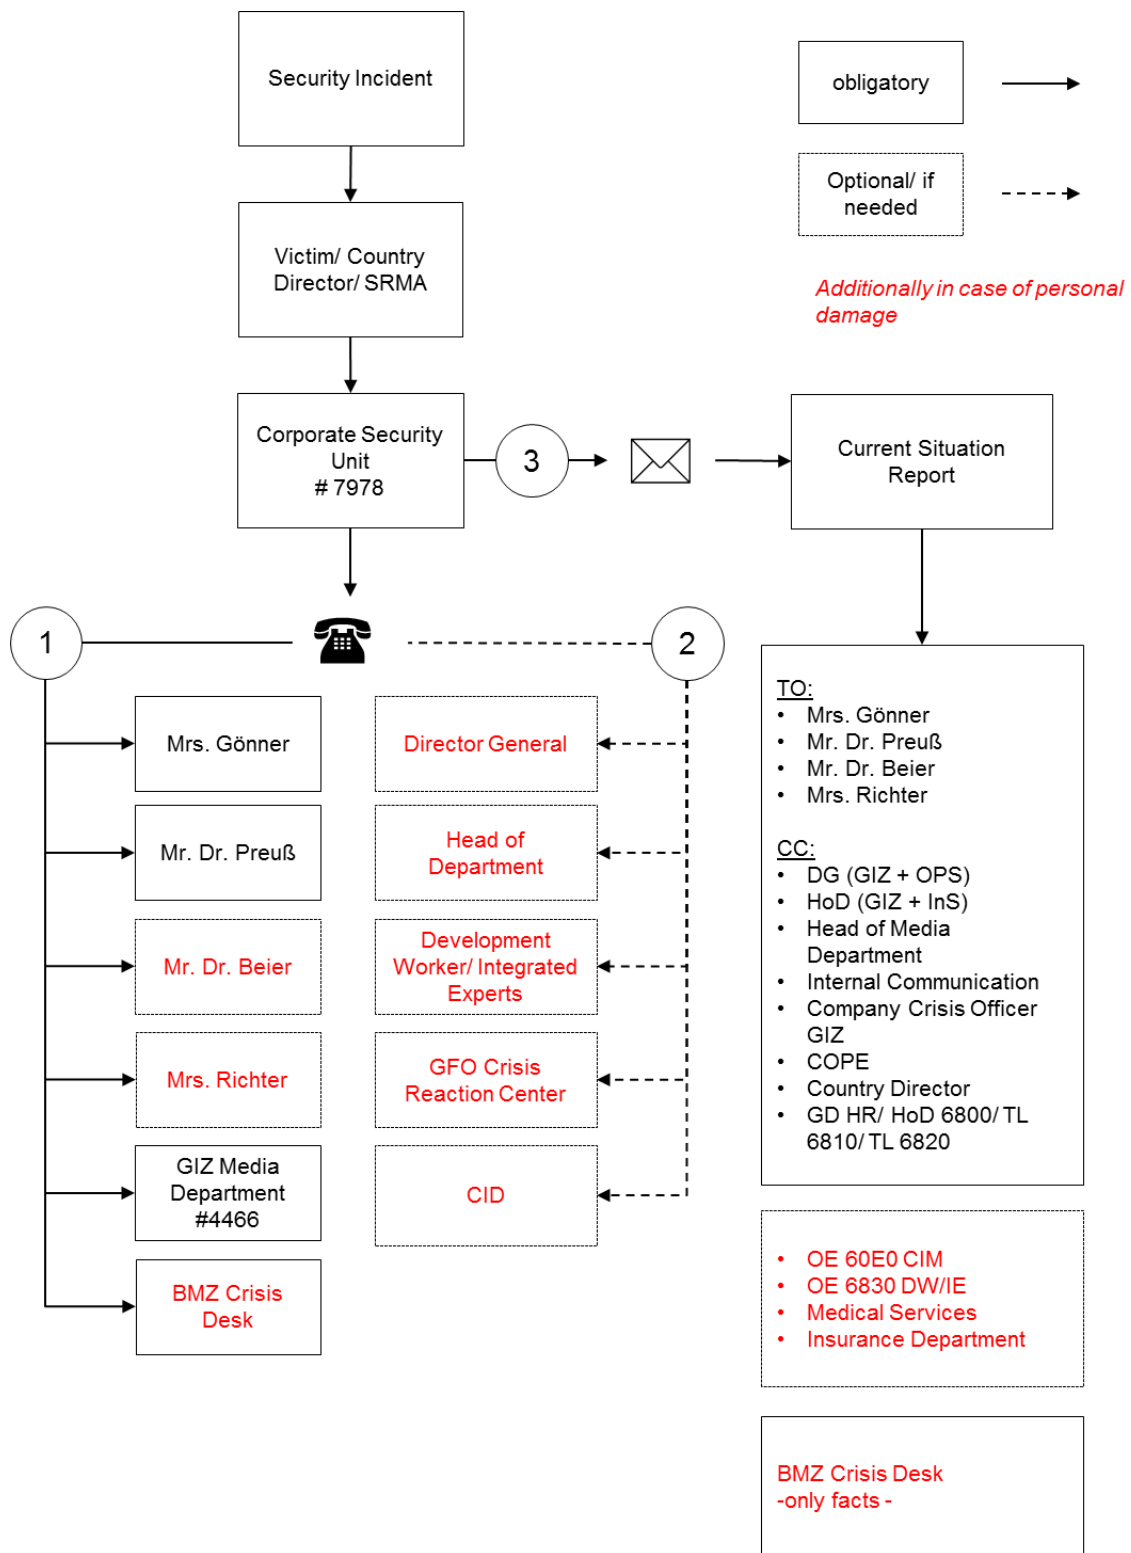 Security Incident
Victim/ Country
Director/ SRMA
Corporate Security
Unit
# 7978
obligatory
Optional/ if
needed
Additionally in case of personal
damage
3
Current Situation
Report
1
2
Mrs. Gönner
Mr. Dr. Preuß
Mr. Dr. Beier
Mrs. Richter
GIZ Media
Department
#4466
BMZ Crisis
Desk
Director General
Head of
Department
Development
Worker/ Integrated
Experts
GFO Crisis
Reaction Center
CID
TO:
• Mrs. Gönner
• Mr. Dr. Preuß
• Mr. Dr. Beier
• Mrs. Richter
CC:
• DG (GIZ + OPS)
• HoD (GIZ + InS)
• Head of Media
Department
• Internal Communication
• Company Crisis Officer
GIZ
• COPE
• Country Director
• GD HR/ HoD 6800/ TL
6810/ TL 6820
• OE 60E0 CIM
• OE 6830 DW/IE
• Medical Services
• Insurance Department
BMZ Crisis Desk
-only facts -